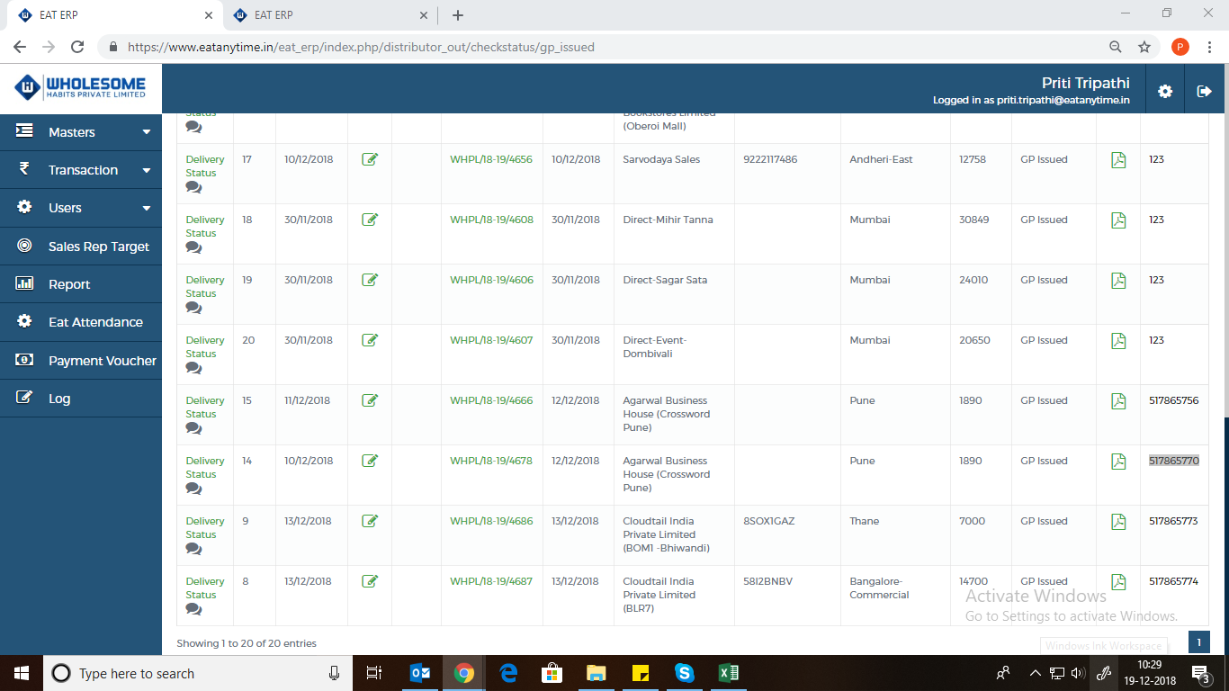 EAT ERP
EAT ERP
https://www.eatanytime.in/eat_erp/index.php/distributor_out/checkstatus/gp_issued
P
WHOLESOME
HABITS PRIVATE LIMITED
Priti Tripathi
Logged in as priti.tripathi@eatanytime.in
Masters
Transaction
Users
Sales Rep Target
Report
Eat Attendance
Payment Voucher
Log
Status
Bookstores Limited
(Oberoi Mall)
Delivery 17 10/12/2018 WHPL/18-19/4656 10/12/2018 Sarvodaya Sales 9222117486 Andheri-East 12758 GP Issued 123
Status
Delivery 18 30/11/2018 WHPL/18-19/4608 30/11/2018 Direct-Mihir Tanna Mumbai 30849 GP Issued 123
Status
Delivery 19 30/11/2018 WHPL/18-19/4606 30/11/2018 Direct-Sagar Sata Mumbai 24010 GP Issued 123
Status
Delivery 20 30/11/2018 WHPL/18-19/4607 30/11/2018 Direct-Event- Mumbai 20650 GP Issued 123
Status Dombivali
Delivery 15 11/12/2018 WHPL/18-19/4666 12/12/2018 Agarwal Business Pune 1890 GP Issued 517865756
Status House (Crossword
Pune)
Delivery 14 10/12/2018 WHPL/18-19/4678 12/12/2018 Agarwal Business Pune 1890 GP Issued 517865770
Status House (Crossword
Pune)
Delivery 9 13/12/2018 WHPL/18-19/4686 13/12/2018 Cloudtail India 8SOX1GAZ Thane 7000 GP Issued 517865773
Status Private Limited
(BOM1 -Bhiwandi)
Delivery 8 13/12/2018 WHPL/18-19/4687 13/12/2018 Cloudtail India 58I2BNBV Bangalore- 14700 GP Issued 517865774
Status Private Limited Commercial
(BLR7)
Activate Windows
Go to Settings to activate Windows.
Showing 1 to 20 of 20 entries
1
Windows Ink Workspace
Type here to search
10:29
19-12-2018
3